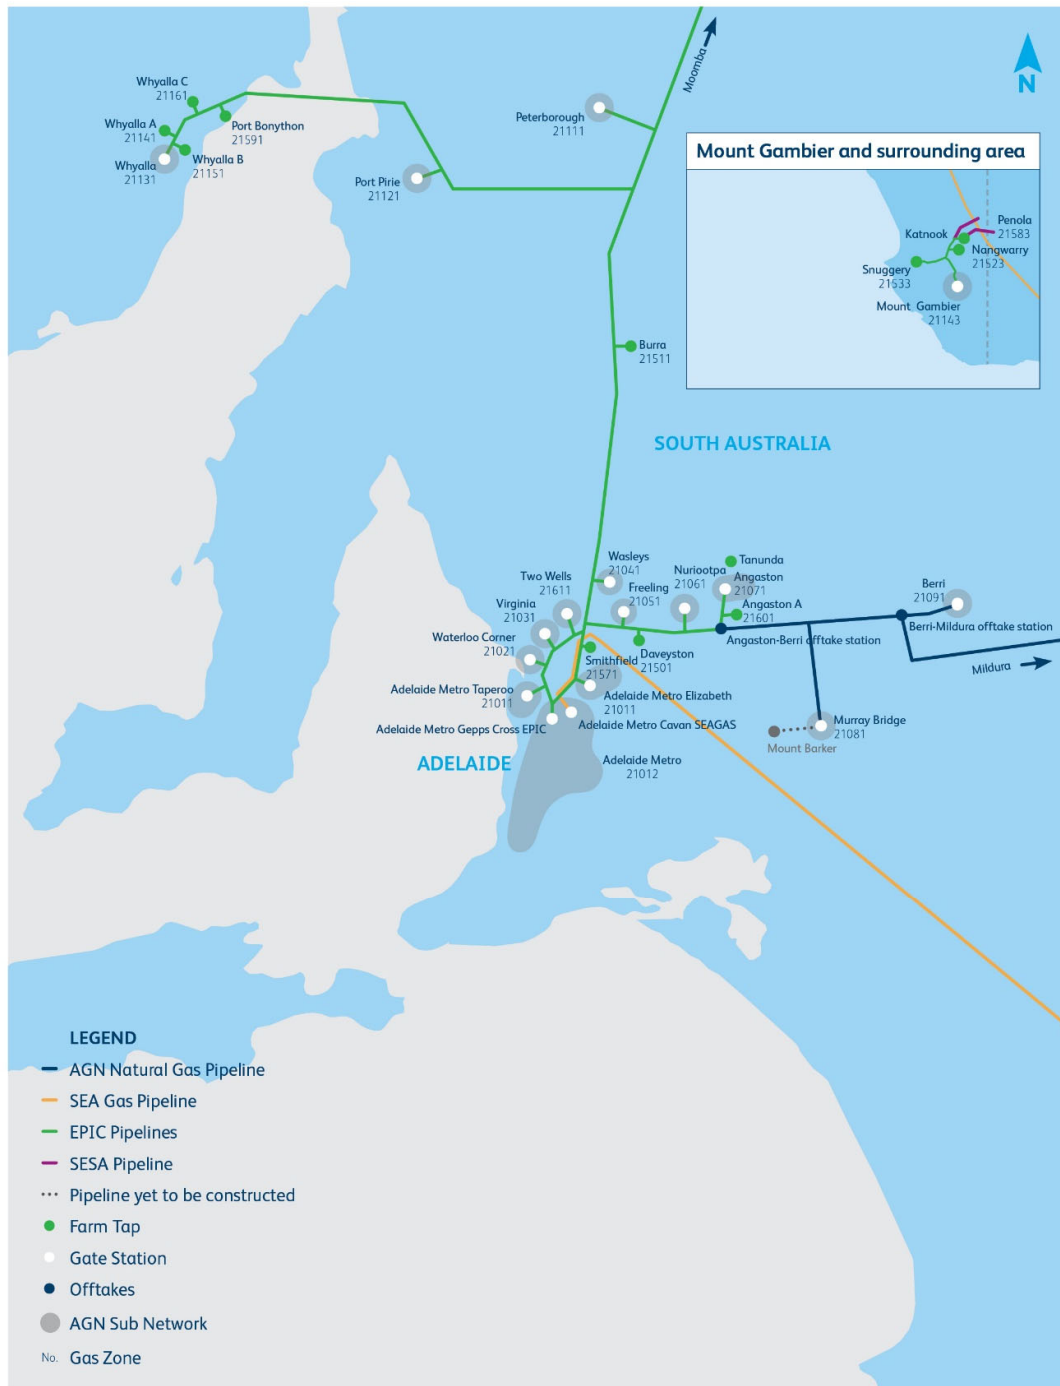 Moomba
N
Whyalla C
21161
Whyalla A
21141
Port Bonython
21591
Whyalla
21131
Whyalla B
21151
Port Pirie
21121
Peterborough
21111
Mount Gambier and surrounding area
Penola
21583
Katnook
Nangwarry
21523
Snuggery
21533
Mount Gambier
21143
Burra
21511
SOUTH AUSTRALIA
Wasleys
21041
Two Wells
21611
Freeling
21051
Nuriootpa
21061
Tanunda
Angaston
21071
Virginia
21031
Angaston A
21601
Berri
21091
Waterloo Corner
21021
Angaston-Berri offtake station
Berri-Mildura offtake station
Smithfield
21571
Daveyston
21501
Mildura
Adelaide Metro Taperoo
21011
Adelaide Metro Elizabeth
21011
Adelaide Metro Gepps Cross EPIC
Adelaide Metro Cavan SEAGAS
Murray Bridge
21081
Mount Barker
ADELAIDE
Adelaide Metro
21012
LEGEND
AGN Natural Gas Pipeline
SEA Gas Pipeline
EPIC Pipelines
SESA Pipeline
Pipeline yet to be constructed
Farm Tap
Gate Station
Offtakes
AGN Sub Network
No. Gas Zone